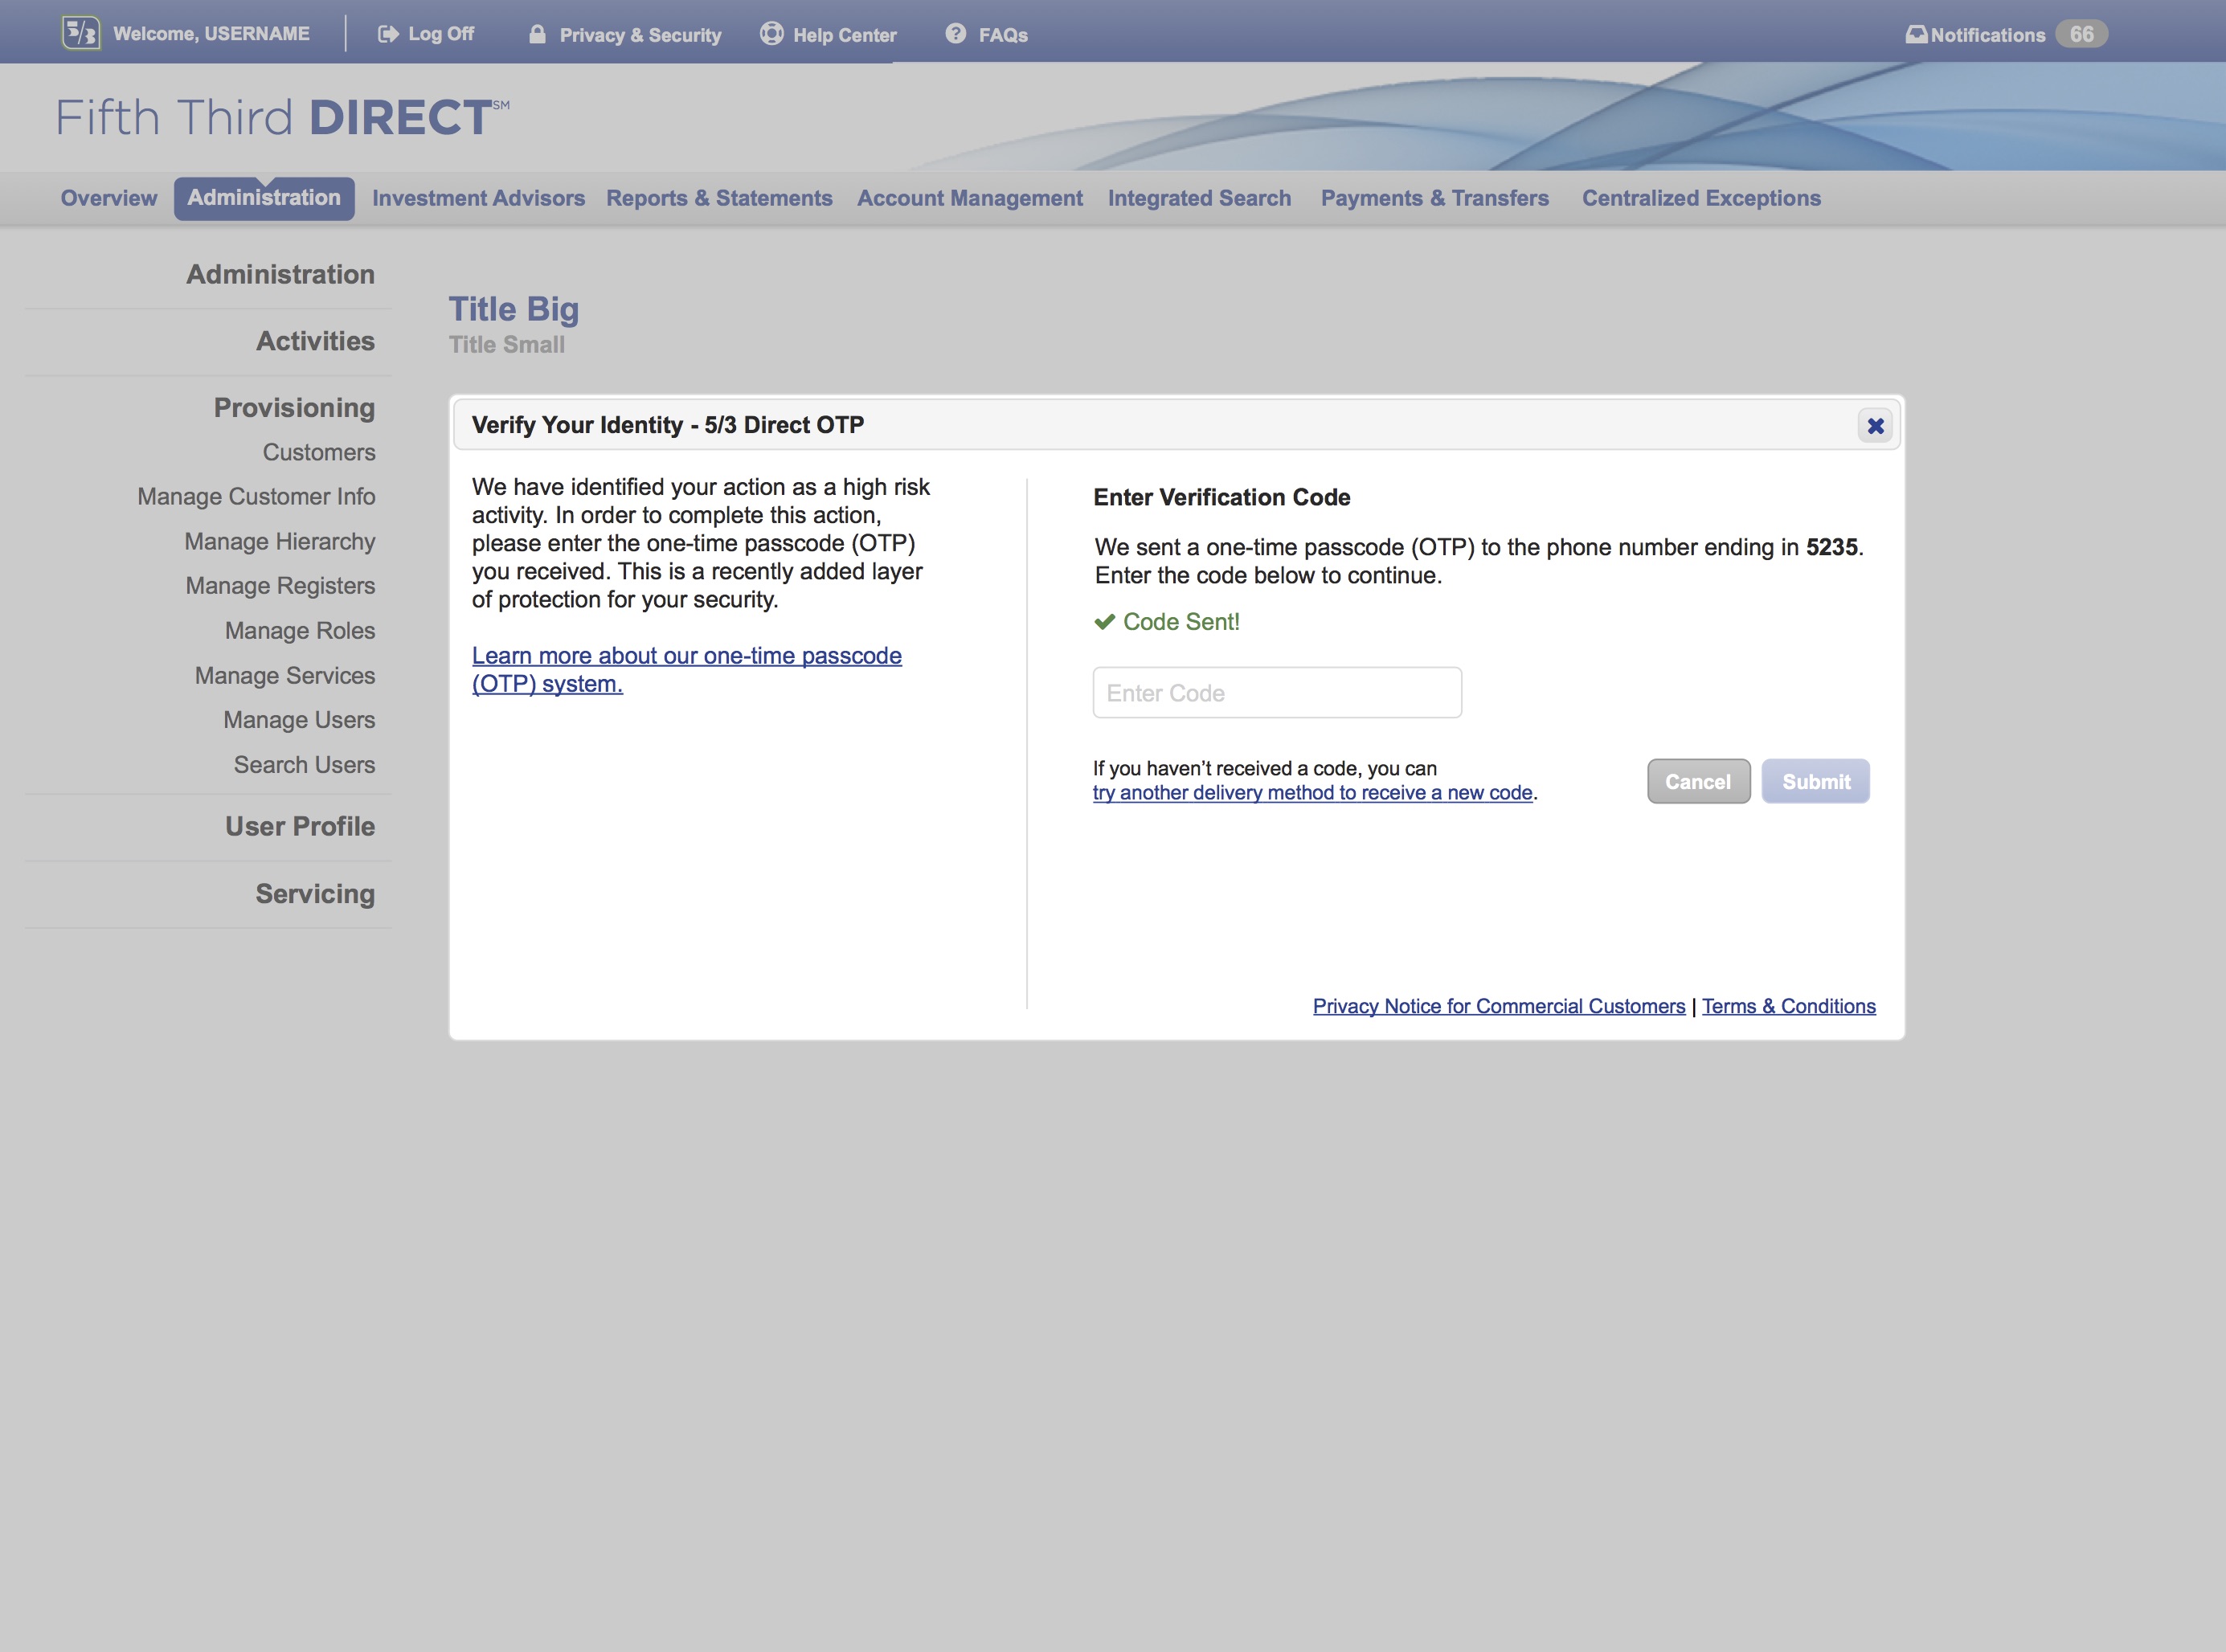 5/3 Welcome, USERNAME Log Off Privacy & Security Help Center FAQs Notifications 66
Fifth Third DIRECT℠
Overview Administration Investment Advisors Reports & Statements Account Management Integrated Search Payments & Transfers Centralized Exceptions
Administration
Activities
Provisioning
Customers
Manage Customer Info
Manage Hierarchy
Manage Registers
Manage Roles
Manage Services
Manage Users
Search Users
User Profile
Servicing
Title Big
Title Small
Verify Your Identity - 5/3 Direct OTP
We have identified your action as a high risk
activity. In order to complete this action,
please enter the one-time passcode (OTP)
you received. This is a recently added layer
of protection for your security.
Learn more about our one-time passcode
(OTP) system.
Enter Verification Code
We sent a one-time passcode (OTP) to the phone number ending in 5235.
Enter the code below to continue.
Code Sent!
Enter Code
If you haven’t received a code, you can
try another delivery method to receive a new code.
Cancel Submit
Privacy Notice for Commercial Customers | Terms & Conditions